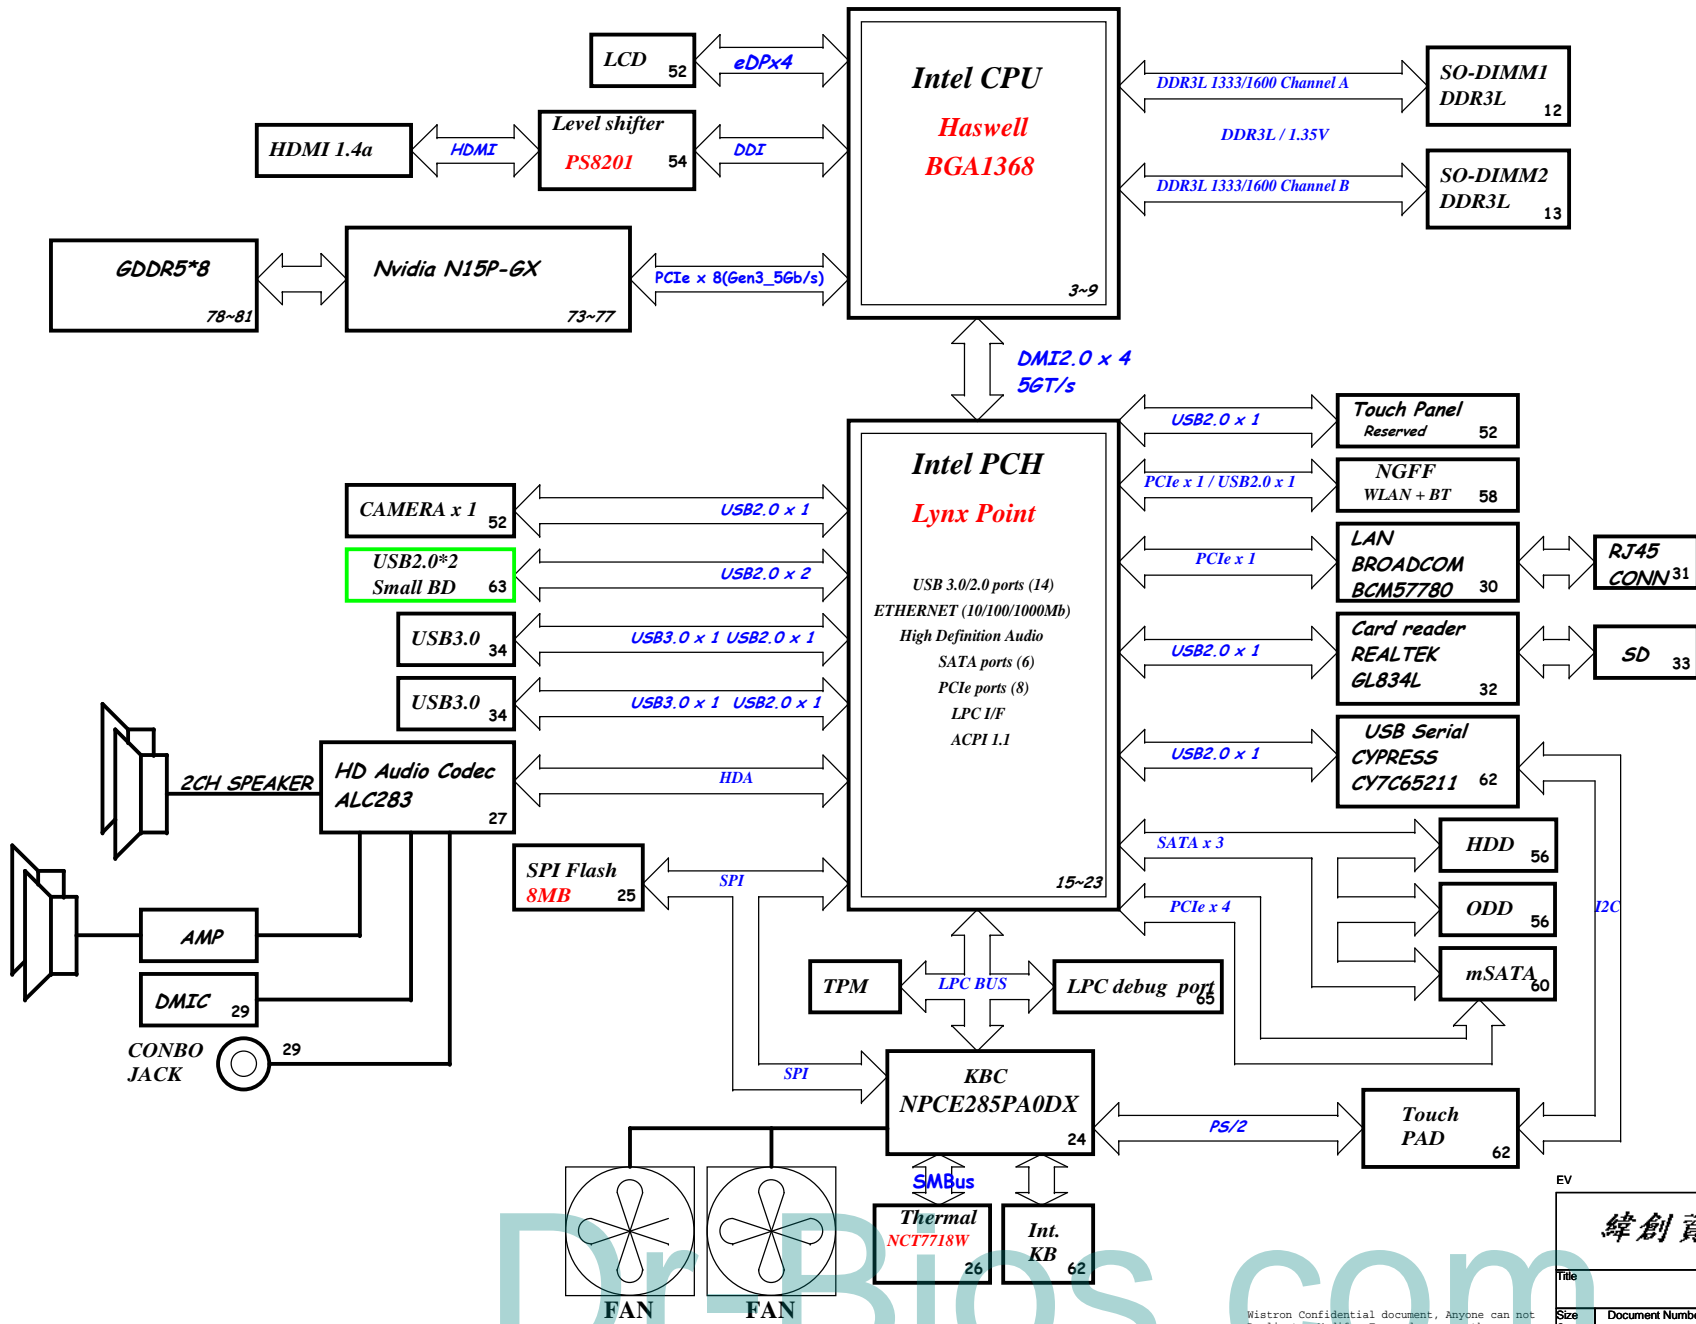 LCD 52
eDPx4
Intel CPU
Haswell
BGA1368
3~9
DDR3L 1333/1600 Channel A
SO-DIMM1
DDR3L
12
DDR3L / 1.35V
DDR3L 1333/1600 Channel B
SO-DIMM2
DDR3L
13
HDMI 1.4a
HDMI
Level shifter
PS8201 54
DDI
GDDR5*8
78~81
Nvidia N15P-GX
73~77
PCIe x 8(Gen3_5Gb/s)
DMI2.0 x 4
5GT/s
Intel PCH
Lynx Point
USB 3.0/2.0 ports (14)
ETHERNET (10/100/1000Mb)
High Definition Audio
SATA ports (6)
PCIe ports (8)
LPC I/F
ACPI 1.1
15~23
CAMERA x 1 52
USB2.0 x 1
USB2.0*2
Small BD 63
USB2.0 x 2
USB3.0 34
USB3.0 x 1 USB2.0 x 1
USB3.0 34
USB3.0 x 1 USB2.0 x 1
2CH SPEAKER
HD Audio Codec
ALC283
27
HDA
SPI Flash
8MB 25
SPI
AMP
DMIC 29
CONBO
JACK
29
USB2.0 x 1
Touch Panel
Reserved 52
PCIe x 1 / USB2.0 x 1
NGFF
WLAN + BT 58
PCIe x 1
LAN
BROADCOM
BCM57780 30
RJ45
CONN 31
USB2.0 x 1
Card reader
REALTEK
GL834L 32
SD 33
USB2.0 x 1
USB Serial
CYPRESS
CY7C65211 62
SATA x 3
HDD 56
PCIe x 4
ODD 56
I2C
mSATA 60
TPM
LPC BUS
LPC debug port
65
SPI
KBC
NPCE285PA0DX
24
PS/2
Touch
PAD
62
SMBus
Thermal
NCT7718W
26
Int.
KB
62
FAN
FAN
Dr-Bios.com
EV
緯創
Title
Size
Document Numbe
Wistron Confidential document, Anyone can not